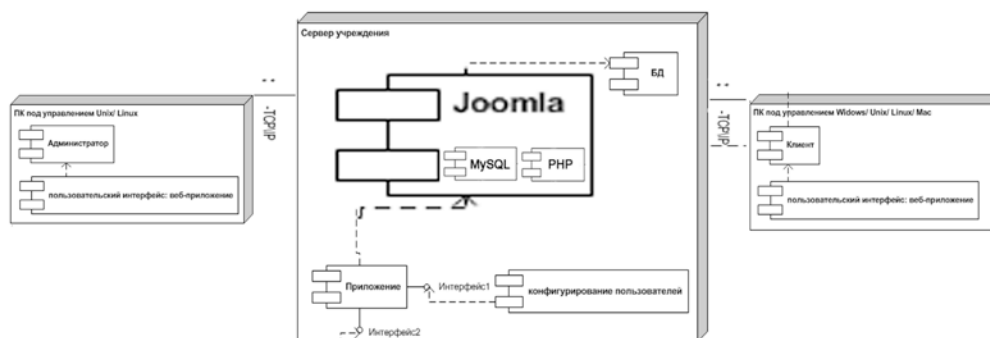 Сервер учреждения
Joomla
MySQL
PHP
БД
Приложение
Интерфейс1
Интерфейс2
конфигурирование пользователей
ПК под управлением Unix/ Linux
Администратор
пользовательский интерфейс: веб-приложение
-TCP/IP
-TCP/IP
ПК под управлением Widows/ Unix/ Linux/ Mac
Клиент
пользовательский интерфейс: веб-приложение